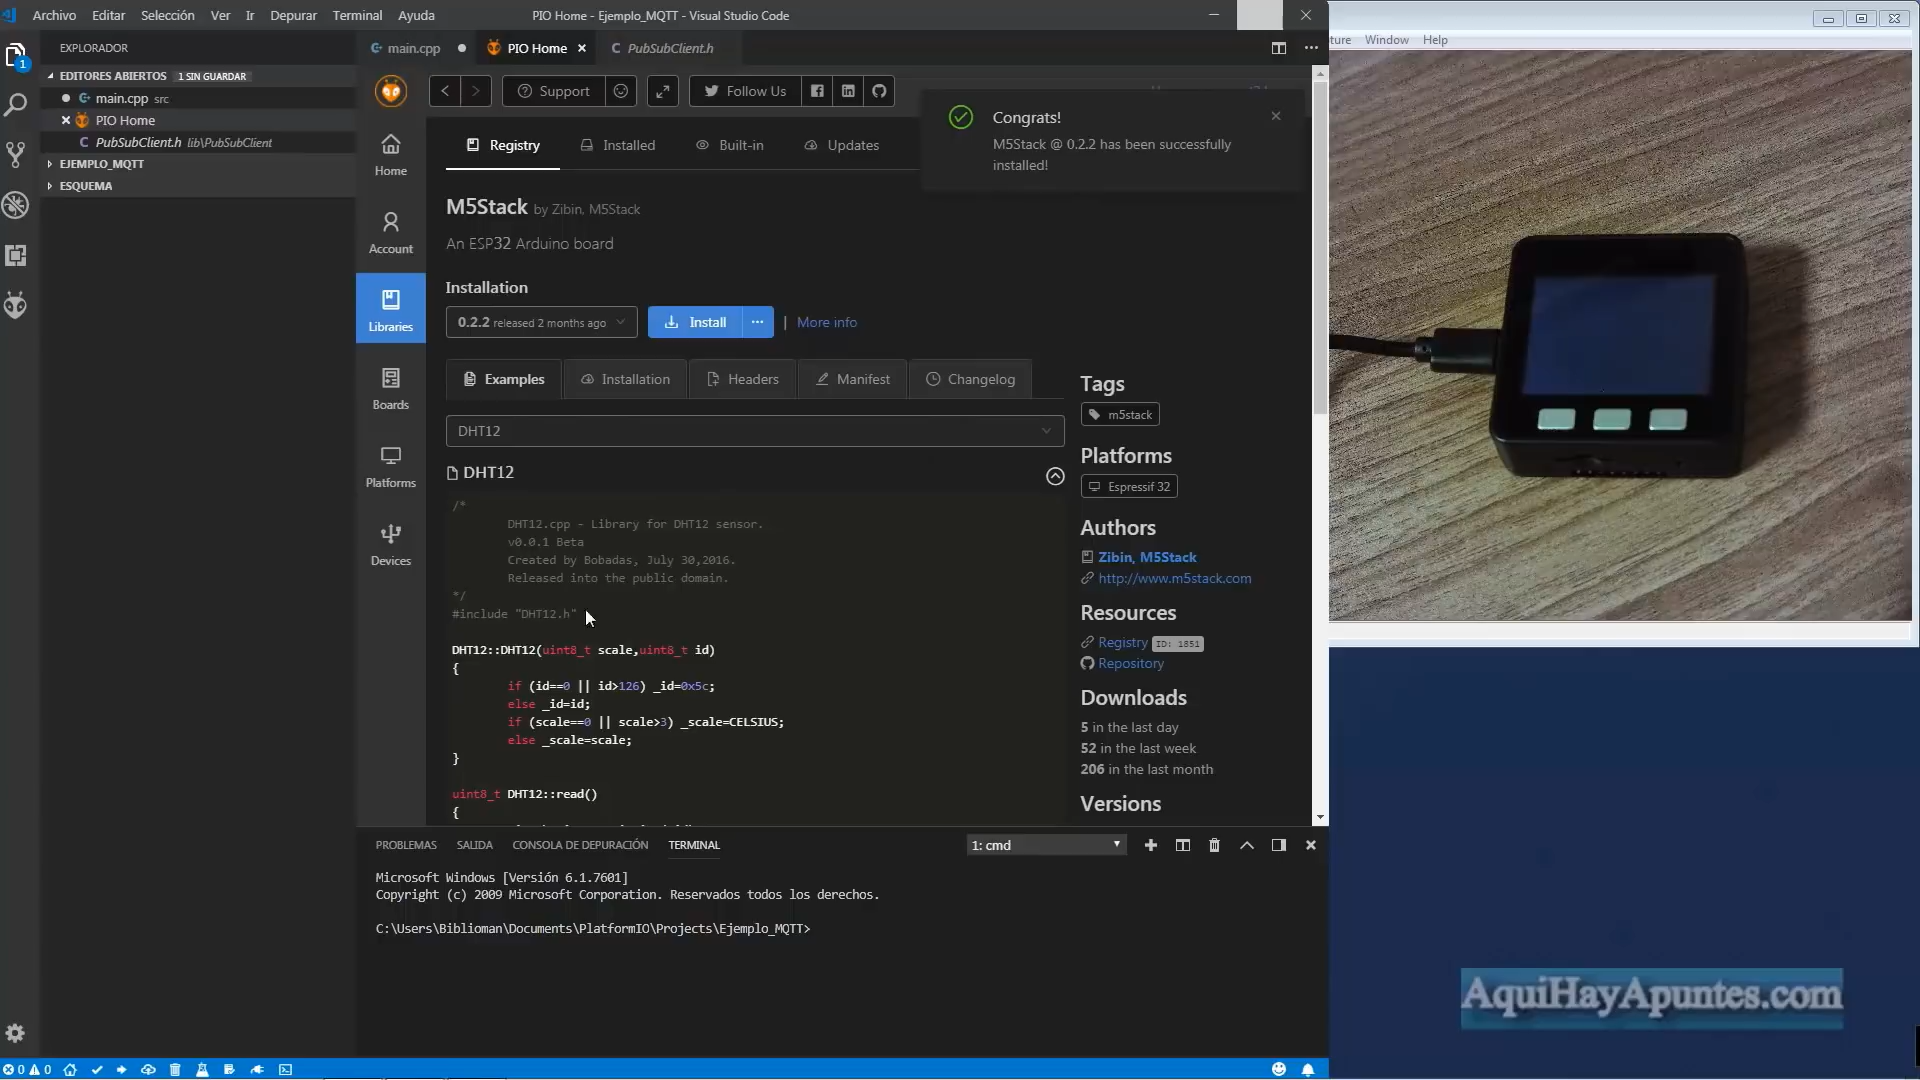 Archivo Editar Selección Ver Ir Depurar Terminal Ayuda
PIO Home - Ejemplo_MQTT - Visual Studio Code
ture Window Help
EXPLORADOR
main.cpp
PIO Home
PubSubClient.h
EDITORES ABIERTOS 1 SIN GUARDAR
main.cpp src
PIO Home
PubSubClient.h lib\PubSubClient
EJEMPLO_MQTT
ESQUEMA
1
Support
Follow Us
Congrats!
M5Stack @ 0.2.2 has been successfully
installed!
Home
Account
Libraries
Boards
Platforms
Devices
Registry Installed Built-in Updates
M5Stack by Zibin, M5Stack
An ESP32 Arduino board
Installation
0.2.2 released 2 months ago
Install ··· | More info
Examples Installation Headers Manifest Changelog
DHT12
DHT12
/*
DHT12.cpp - Library for DHT12 sensor.
v0.0.1 Beta
Created by Bobadas, July 30,2016.
Released into the public domain.
*/
#include "DHT12.h"
DHT12::DHT12(uint8_t scale,uint8_t id)
{
if (id==0 || id>126) _id=0x5c;
else _id=id;
if (scale==0 || scale>3) _scale=CELSIUS;
else _scale=scale;
}
uint8_t DHT12::read()
{
Tags
m5stack
Platforms
Espressif 32
Authors
Zibin, M5Stack
http://www.m5stack.com
Resources
Registry ID: 1851
Repository
Downloads
5 in the last day
52 in the last week
206 in the last month
Versions
PROBLEMAS SALIDA CONSOLA DE DEPURACIÓN TERMINAL
1: cmd
Microsoft Windows [Versión 6.1.7601]
Copyright (c) 2009 Microsoft Corporation. Reservados todos los derechos.
C:\Users\Biblioman\Documents\PlatformIO\Projects\Ejemplo_MQTT>
AquiHayApuntes.com
0 0